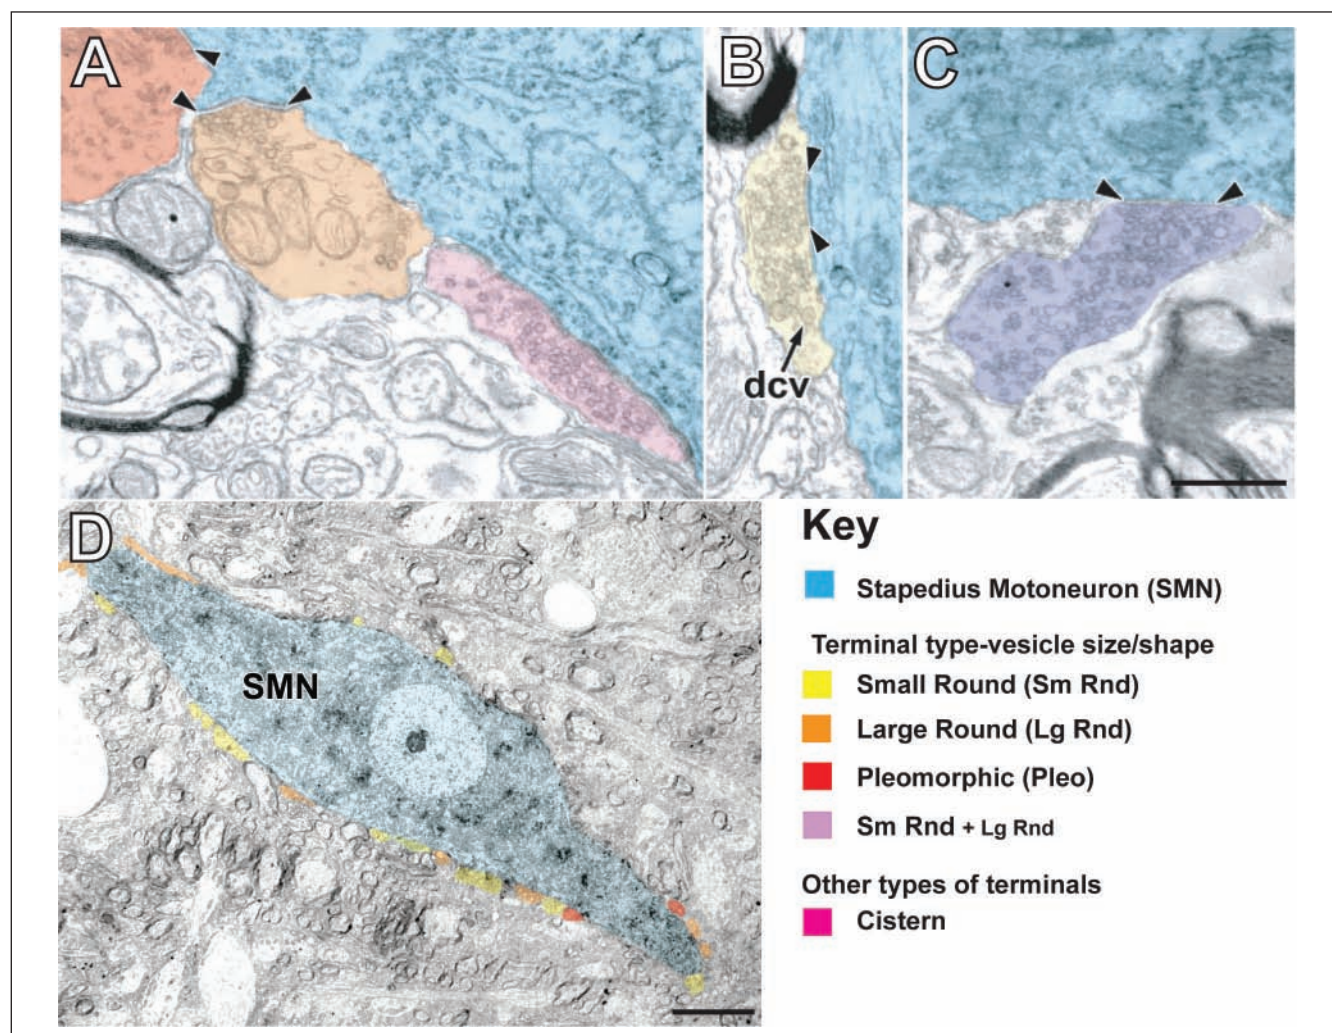 A
B
C
dcv
D
SMN
Key
Stapedius Motoneuron (SMN)
Terminal type-vesicle size/shape
Small Round (Sm Rnd)
Large Round (Lg Rnd)
Pleomorphic (Pleo)
Sm Rnd + Lg Rnd
Other types of terminals
Cistern